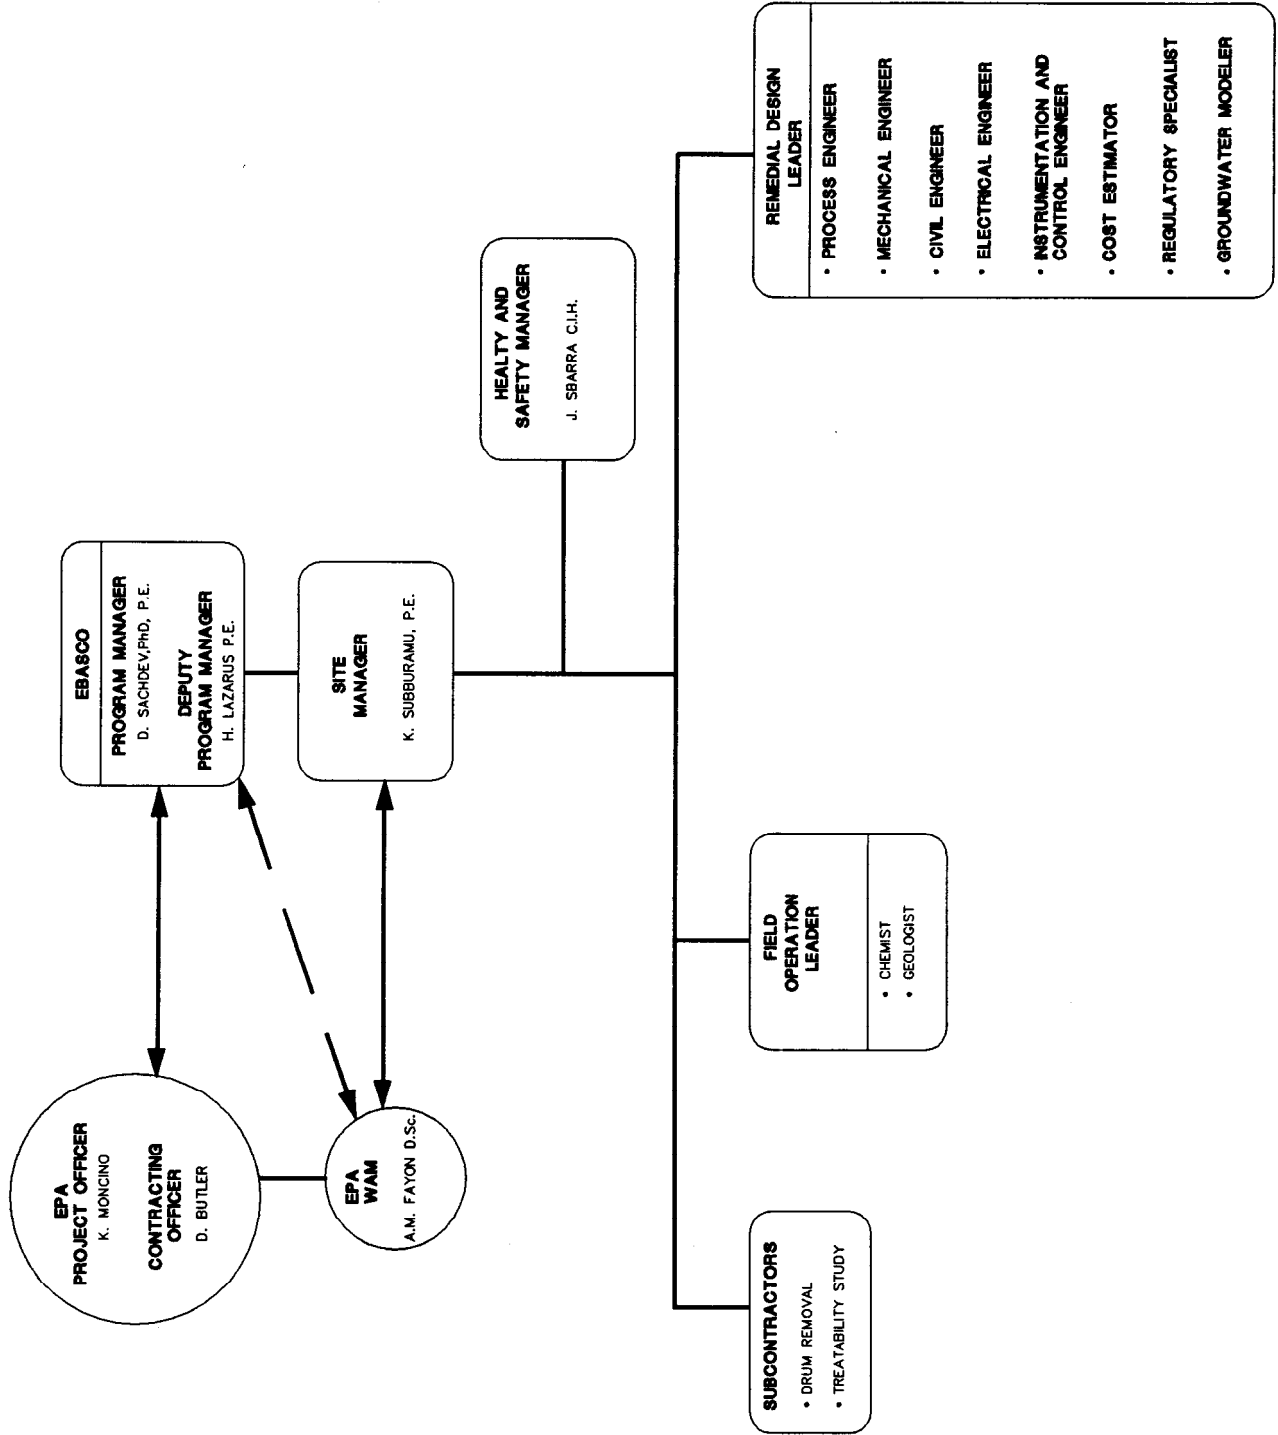 EPA
PROJECT OFFICER
K. MONCINO
CONTRACTING
OFFICER
D. BUTLER
EBASCO
PROGRAM MANAGER
D. SACHDEV,PhD, P.E.
DEPUTY
PROGRAM MANAGER
H. LAZARUS P.E.
EPA
WAM
A.M. FAYON D.Sc.
SITE
MANAGER
K. SUBBURAMU, P.E.
HEALTY AND
SAFETY MANAGER
J. SBARRA C.I.H.
SUBCONTRACTORS
• DRUM REMOVAL
• TREATABILITY STUDY
FIELD
OPERATION
LEADER
• CHEMIST
• GEOLOGIST
REMEDIAL DESIGN
LEADER
• PROCESS ENGINEER
• MECHANICAL ENGINEER
• CIVIL ENGINEER
• ELECTRICAL ENGINEER
• INSTRUMENTATION AND
CONTROL ENGINEER
• COST ESTIMATOR
• REGULATORY SPECIALIST
• GROUNDWATER MODELER